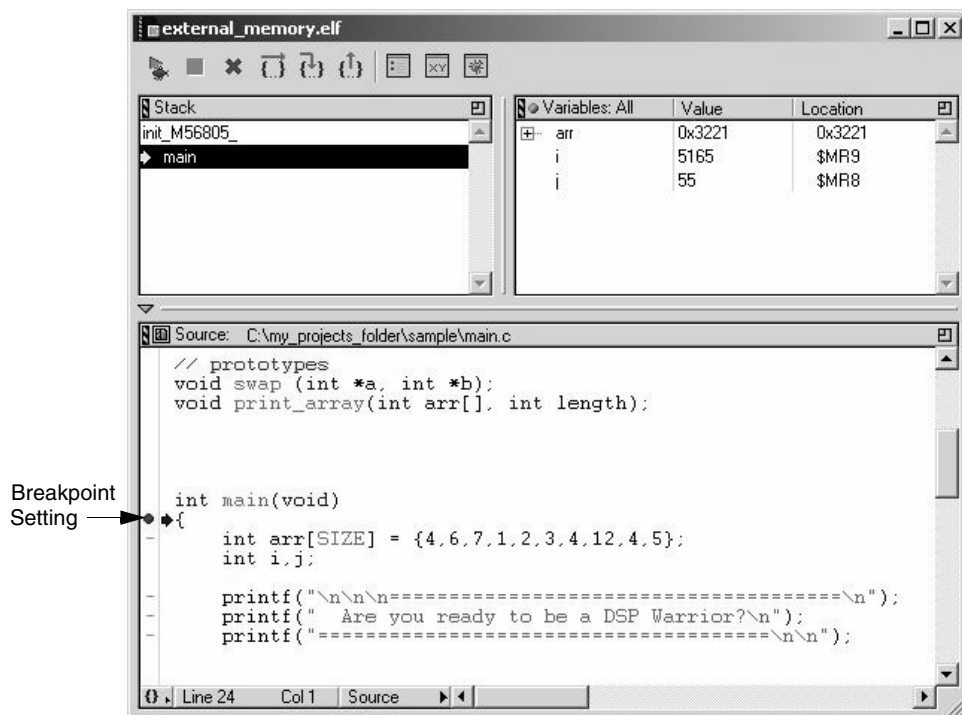 external_memory.elf
Stack
Variables: All Value Location
init_M56805_
main
arr 0x3221 0x3221
i 5165 $MR9
j 55 $MR8
Source: C:\my_projects_folder\sample\main.c
// prototypes
void swap (int *a, int *b);
void print_array(int arr[], int length);
int main(void)
Breakpoint
Setting
{
int arr[SIZE] = {4,6,7,1,2,3,4,12,4,5};
int i,j;
printf("\n\n\n=======================================\n");
printf("  Are you ready to be a DSP Warrior?\n");
printf("=======================================\n\n");
Line 24 Col 1 Source